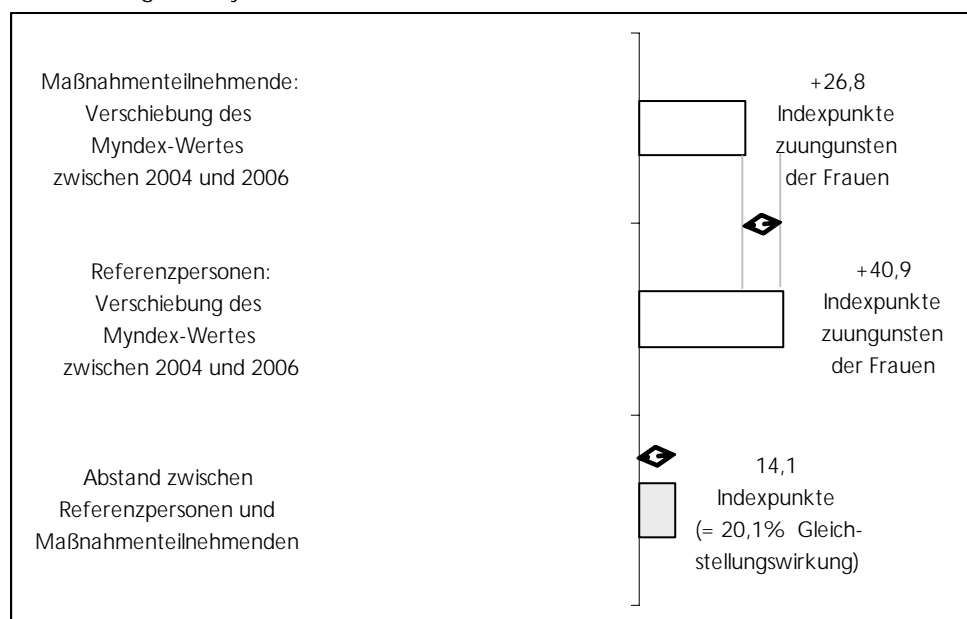 Maßnahmenteilnehmende:
Verschiebung des
Myndex-Wertes
zwischen 2004 und 2006
+26,8
Indexpunkte
zuungunsten
der Frauen
Referenzpersonen:
Verschiebung des
Myndex-Wertes
zwischen 2004 und 2006
+40,9
Indexpunkte
zuungunsten
der Frauen
Abstand zwischen
Referenzpersonen und
Maßnahmenteilnehmenden
14,1
Indexpunkte
(= 20,1% Gleich-
stellungswirkung)